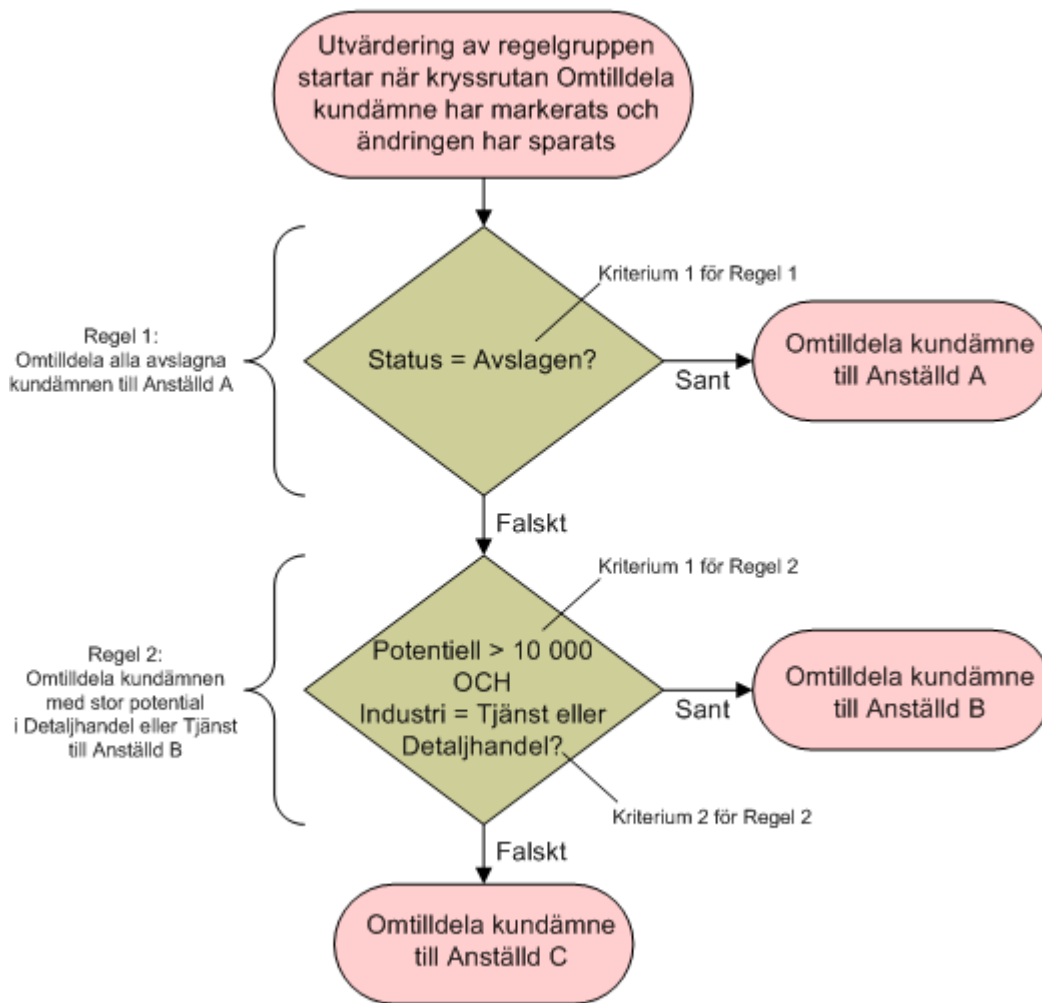 Utvärdering av regelgruppen
startar när kryssrutan Omtilldela
kundämne har markerats och
ändringen har sparats
Kriterium 1 för Regel 1
Regel 1:
Omtilldela alla avslagna
kundämnen till Anställd A
Status = Avslagen?
Sant
Omtilldela kundämne
till Anställd A
Falskt
Kriterium 1 för Regel 2
Regel 2:
Omtilldela kundämnen
med stor potential
i Detaljhandel eller Tjänst
till Anställd B
Potentiell > 10 000
OCH
Industri = Tjänst eller
Detaljhandel?
Sant
Omtilldela kundämne
till Anställd B
Kriterium 2 för Regel 2
Falskt
Omtilldela kundämne
till Anställd C